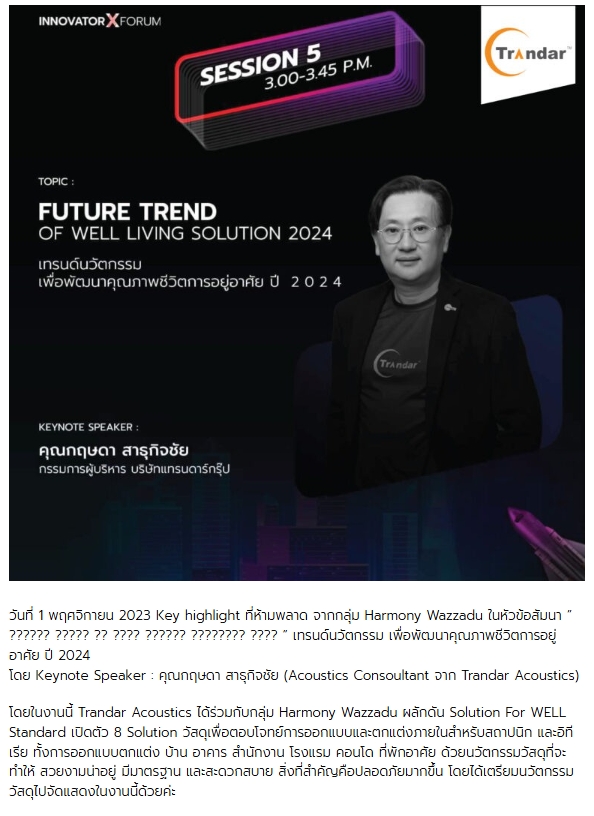 INNOVATOR X FORUM
SESSION 5
3.00-3.45 P.M.
Trandar™
TOPIC :
FUTURE TREND
OF WELL LIVING SOLUTION 2024
เทรนด์นวัตกรรม
เพื่อพัฒนาคุณภาพชีวิตการอยู่อาศัย ปี 2024
Trandar
KEYNOTE SPEAKER :
คุณกฤษดา สาธุกิจชัย
กรรมการผู้บริหาร บริษัทแทรนดาร์กรุ๊ป
วันที่ 1 พฤศจิกายน 2023 Key highlight ที่ห้ามพลาด จากกลุ่ม Harmony Wazzadu ในหัวข้อสัมนา "
?????? ????? ?? ???? ?????? ???????? ???? " เทรนด์นวัตกรรม เพื่อพัฒนาคุณภาพชีวิตการอยู่
อาศัย ปี 2024
โดย Keynote Speaker : คุณกฤษดา สาธุกิจชัย (Acoustics Consoultant จาก Trandar Acoustics)
โดยในงานนี้ Trandar Acoustics ได้ร่วมกับกลุ่ม Harmony Wazzadu ผลักดัน Solution For WELL
Standard เปิดตัว 8 Solution วัสดุเพื่อตอบโจทย์การออกแบบและตกแต่งภายในสำหรับสถาปนิก และอิที
เรีย ทั้งการออกแบบตกแต่ง บ้าน อาคาร สำนักงาน โรงแรม คอนโด ที่พักอาศัย ด้วยนวัตกรรมวัสดุที่จะ
ทำให้ สวยงามน่าอยู่ มีมาตรฐาน และสะดวกสบาย สิ่งที่สำคัญคือปลอดภัยมากขึ้น โดยได้เตรียมนวัตกรรม
วัสดุไปจัดแสดงในงานนี้ด้วยค่ะ